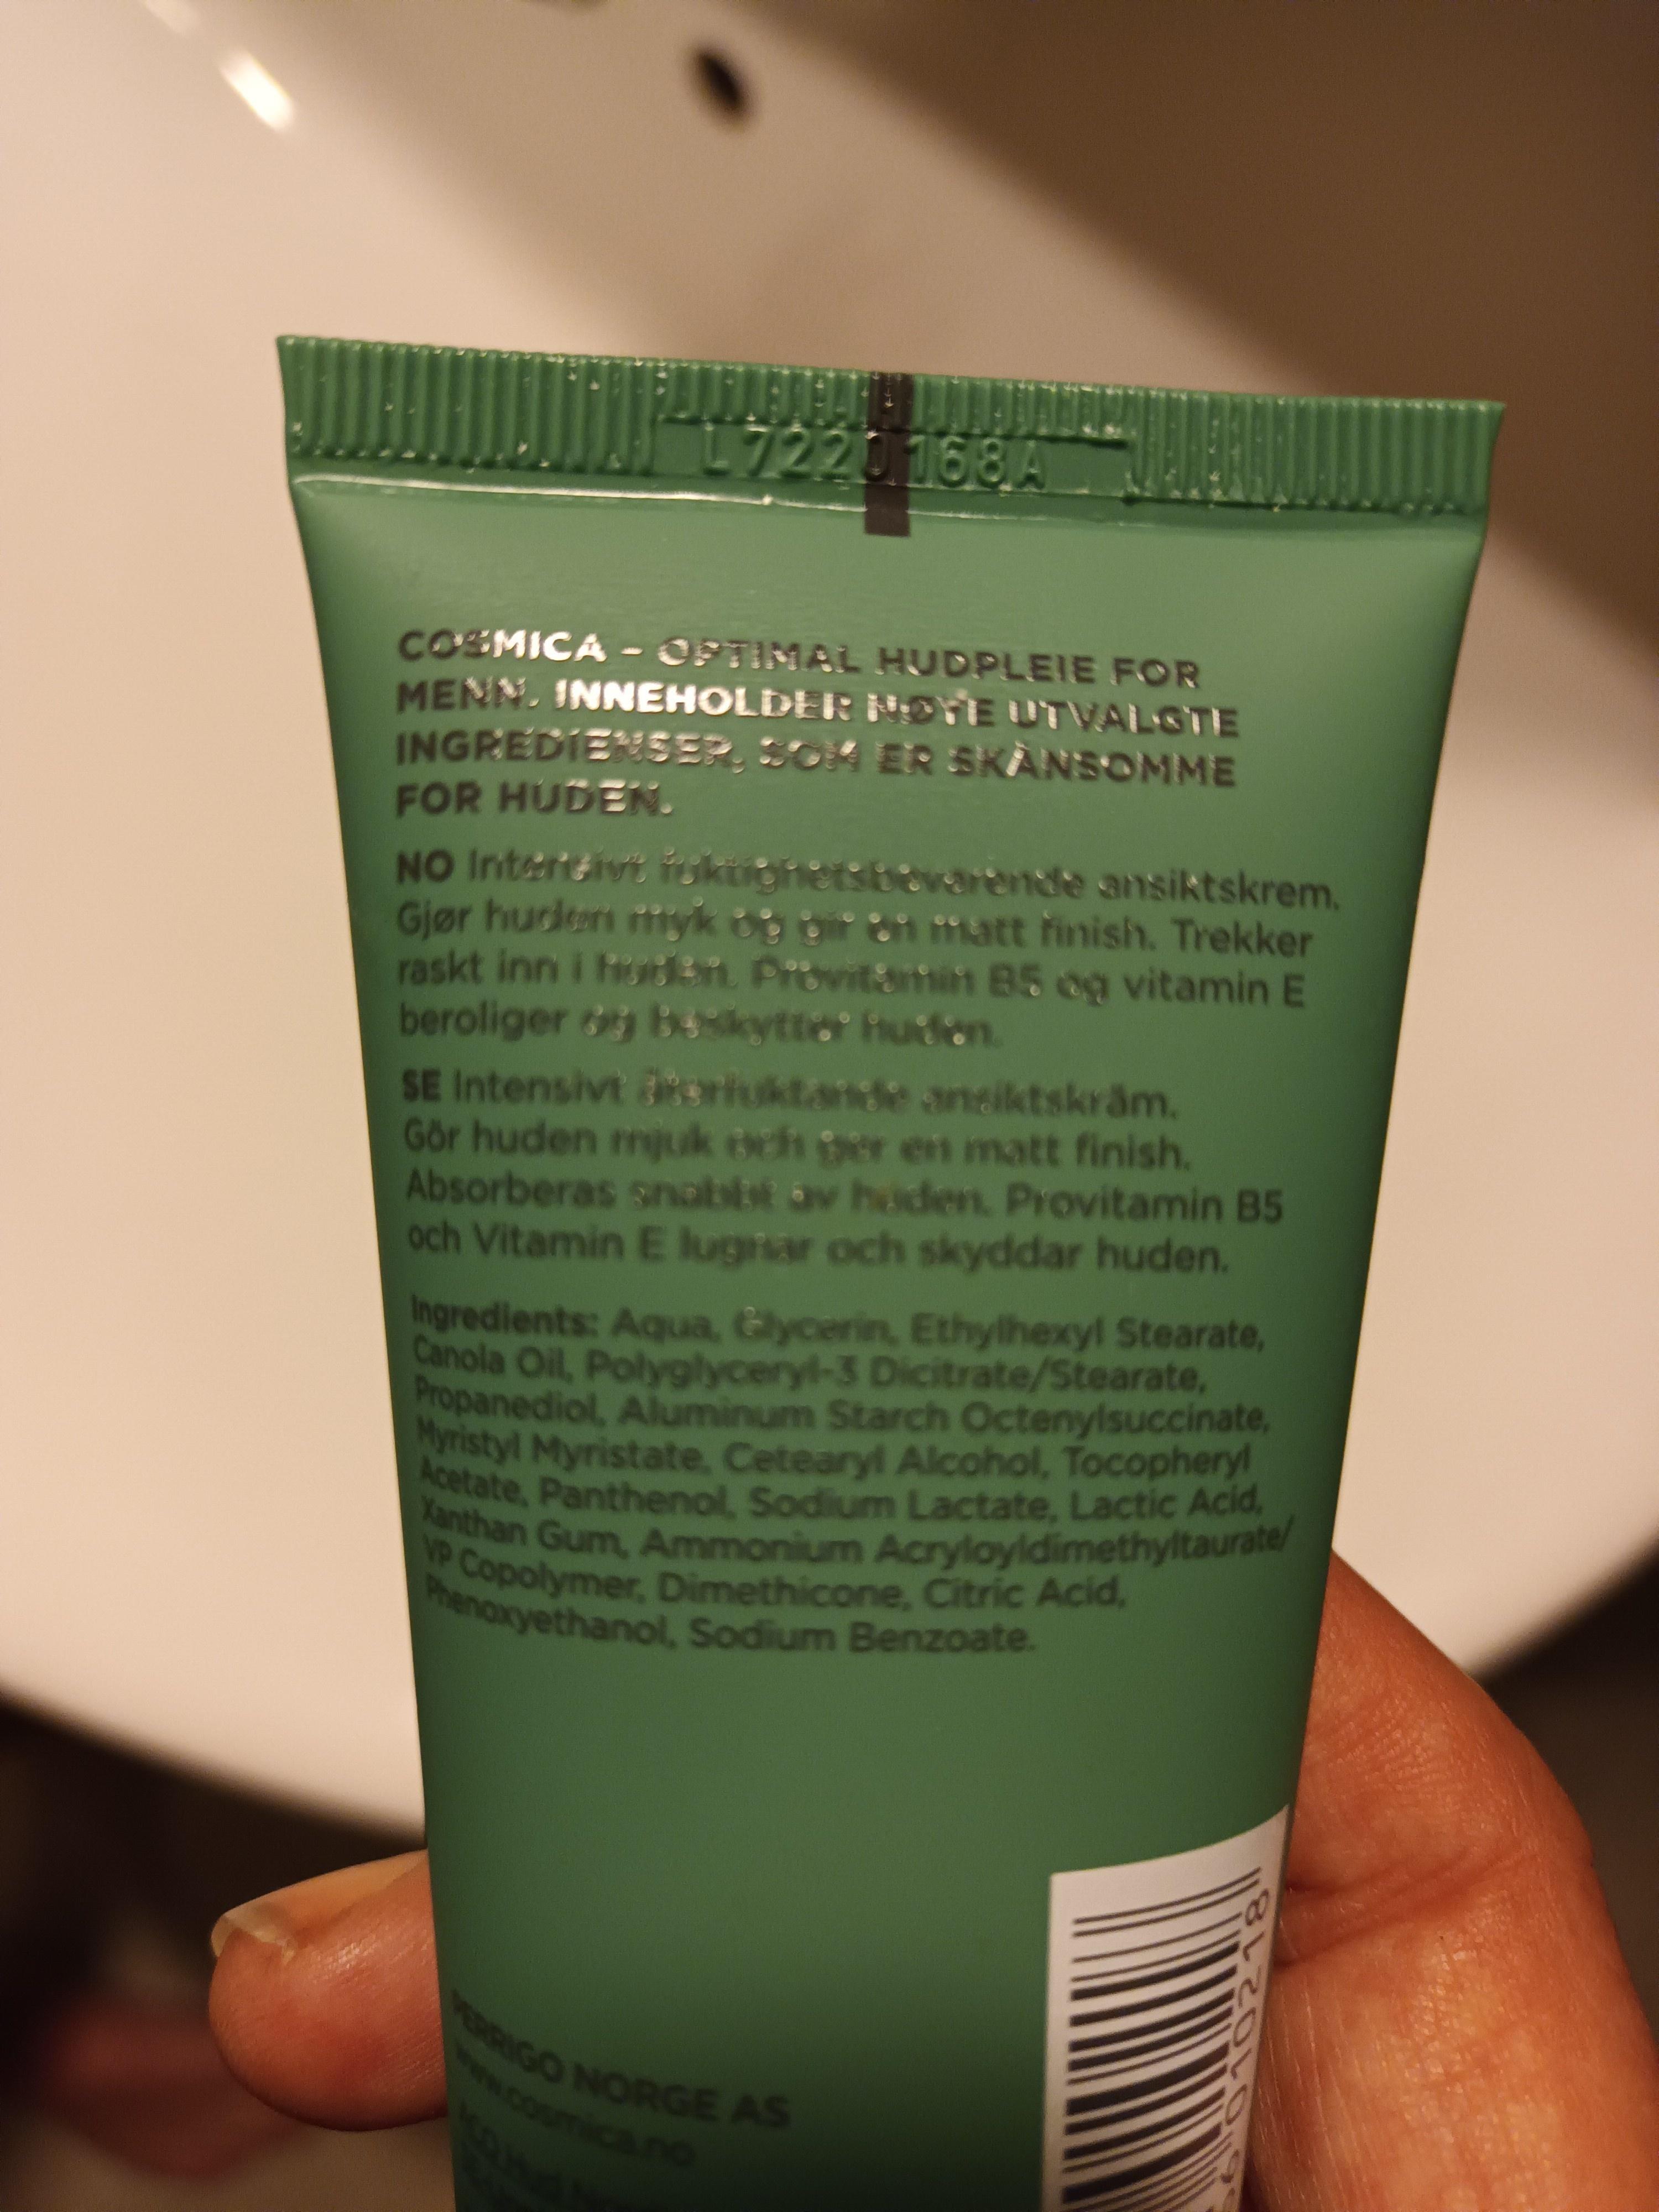 L7220168A
COSMICA – OPTIMAL HUDPLEIE FOR
MENN. INNEHOLDER NØYE UTVALGTE
INGREDIENSER, SOM ER SKÅNSOMME
FOR HUDEN.
NO Intensivt fuktighetsbevarende ansiktskrem.
Gjør huden myk og gir en matt finish. Trekker
raskt inn i huden. Provitamin B5 og vitamin E
beroliger og beskytter huden.
SE Intensivt återfuktande ansiktskräm.
Gör huden mjuk och ger en matt finish.
Absorberas snabbt av huden. Provitamin B5
och Vitamin E lugnar och skyddar huden.
Ingredients: Aqua, Glycerin, Ethylhexyl Stearate,
Canola Oil, Polyglyceryl-3 Dicitrate/Stearate,
Propanediol, Aluminum Starch Octenylsuccinate,
Myristyl Myristate, Cetearyl Alcohol, Tocopheryl
Acetate, Panthenol, Sodium Lactate, Lactic Acid,
Xanthan Gum, Ammonium Acryloyldimethyltaurate/
VP Copolymer, Dimethicone, Citric Acid,
Phenoxyethanol, Sodium Benzoate.
PERRIGO NORGE AS
www.cosmica.no
ACO Hud
6010218